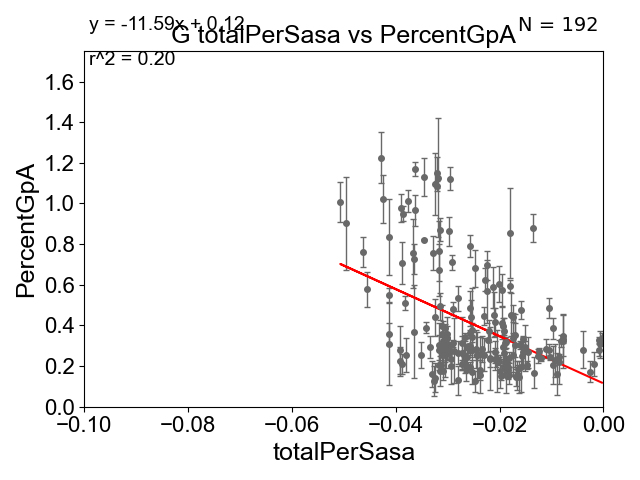 y = -11.59x + 0.12
G totalPerSasa vs PercentGpA
N = 192
r^2 = 0.20
PercentGpA
1.6
1.4
1.2
1.0
0.8
0.6
0.4
0.2
0.0
−0.10 −0.08 −0.06 −0.04 −0.02 0.00
totalPerSasa